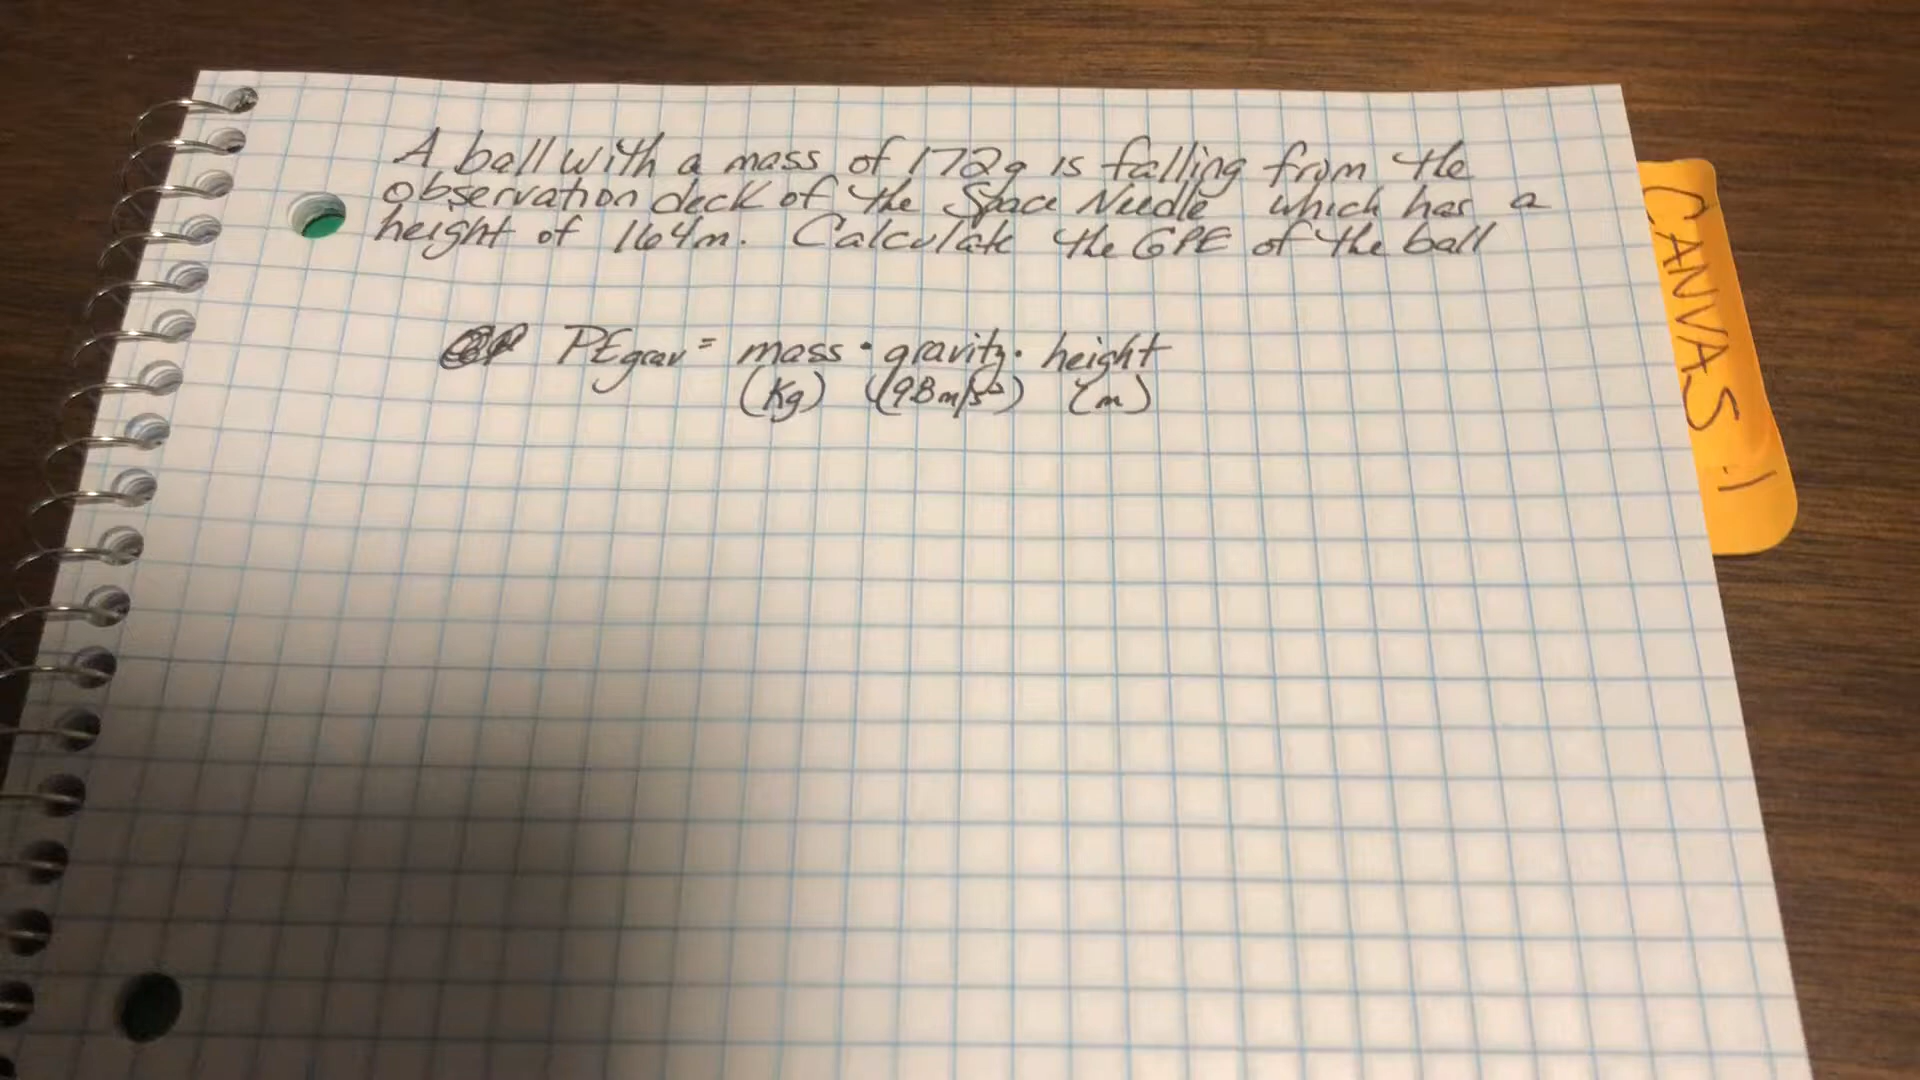 A ball with a mass of 172g is falling from the
observation deck of the Space Needle which has a
height of 164m. Calculate the GPE of the ball
PEgrav = mass · gravity · height
(Kg) (9.8m/s²) (m)
CANVAS :)